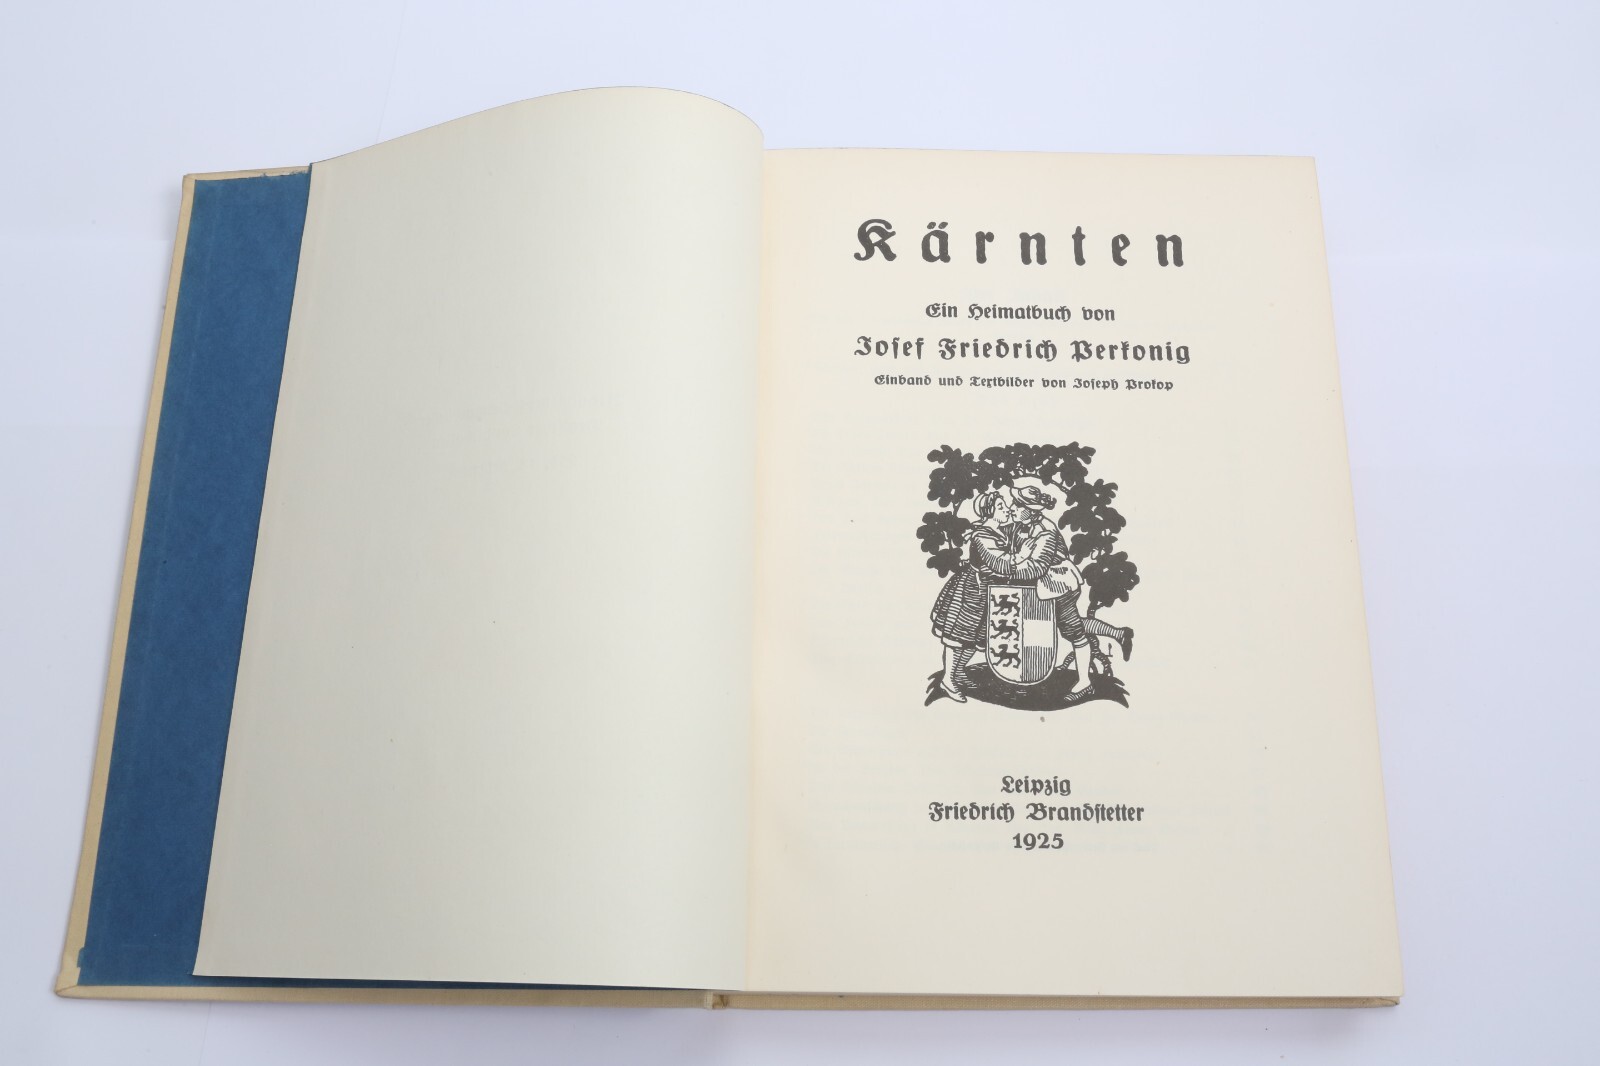 Kärnten
Ein Heimatbuch von
Josef Friedrich Perkonig
Einband und Textbilder von Joseph Prokop
Leipzig
Friedrich Brandstetter
1925